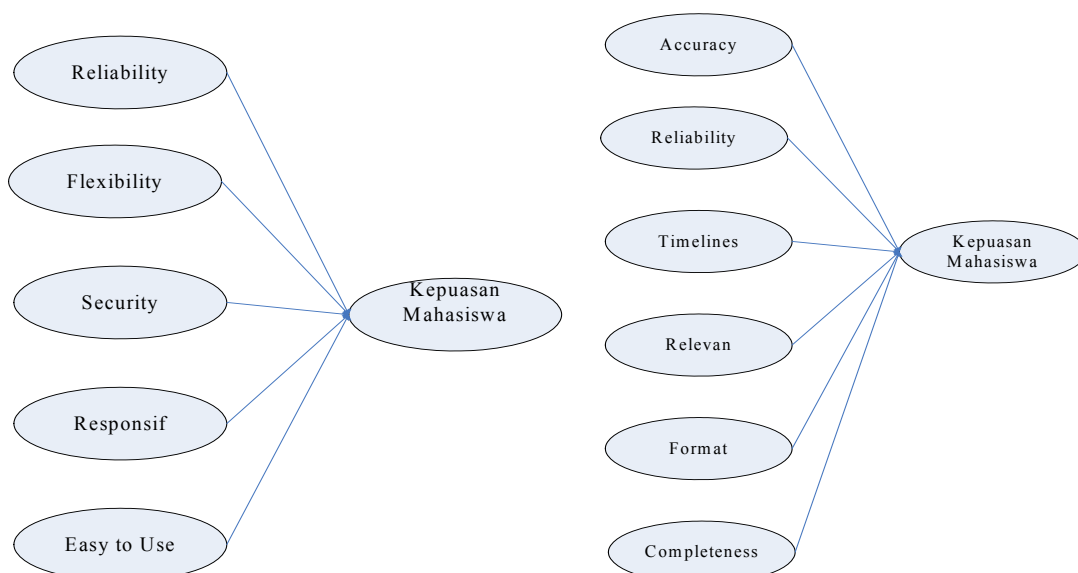 Reliability
Flexibility
Security
Responsif
Easy to Use
Kepuasan
Mahasiswa
Accuracy
Reliability
Timelines
Relevan
Format
Completeness
Kepuasan
Mahasiswa